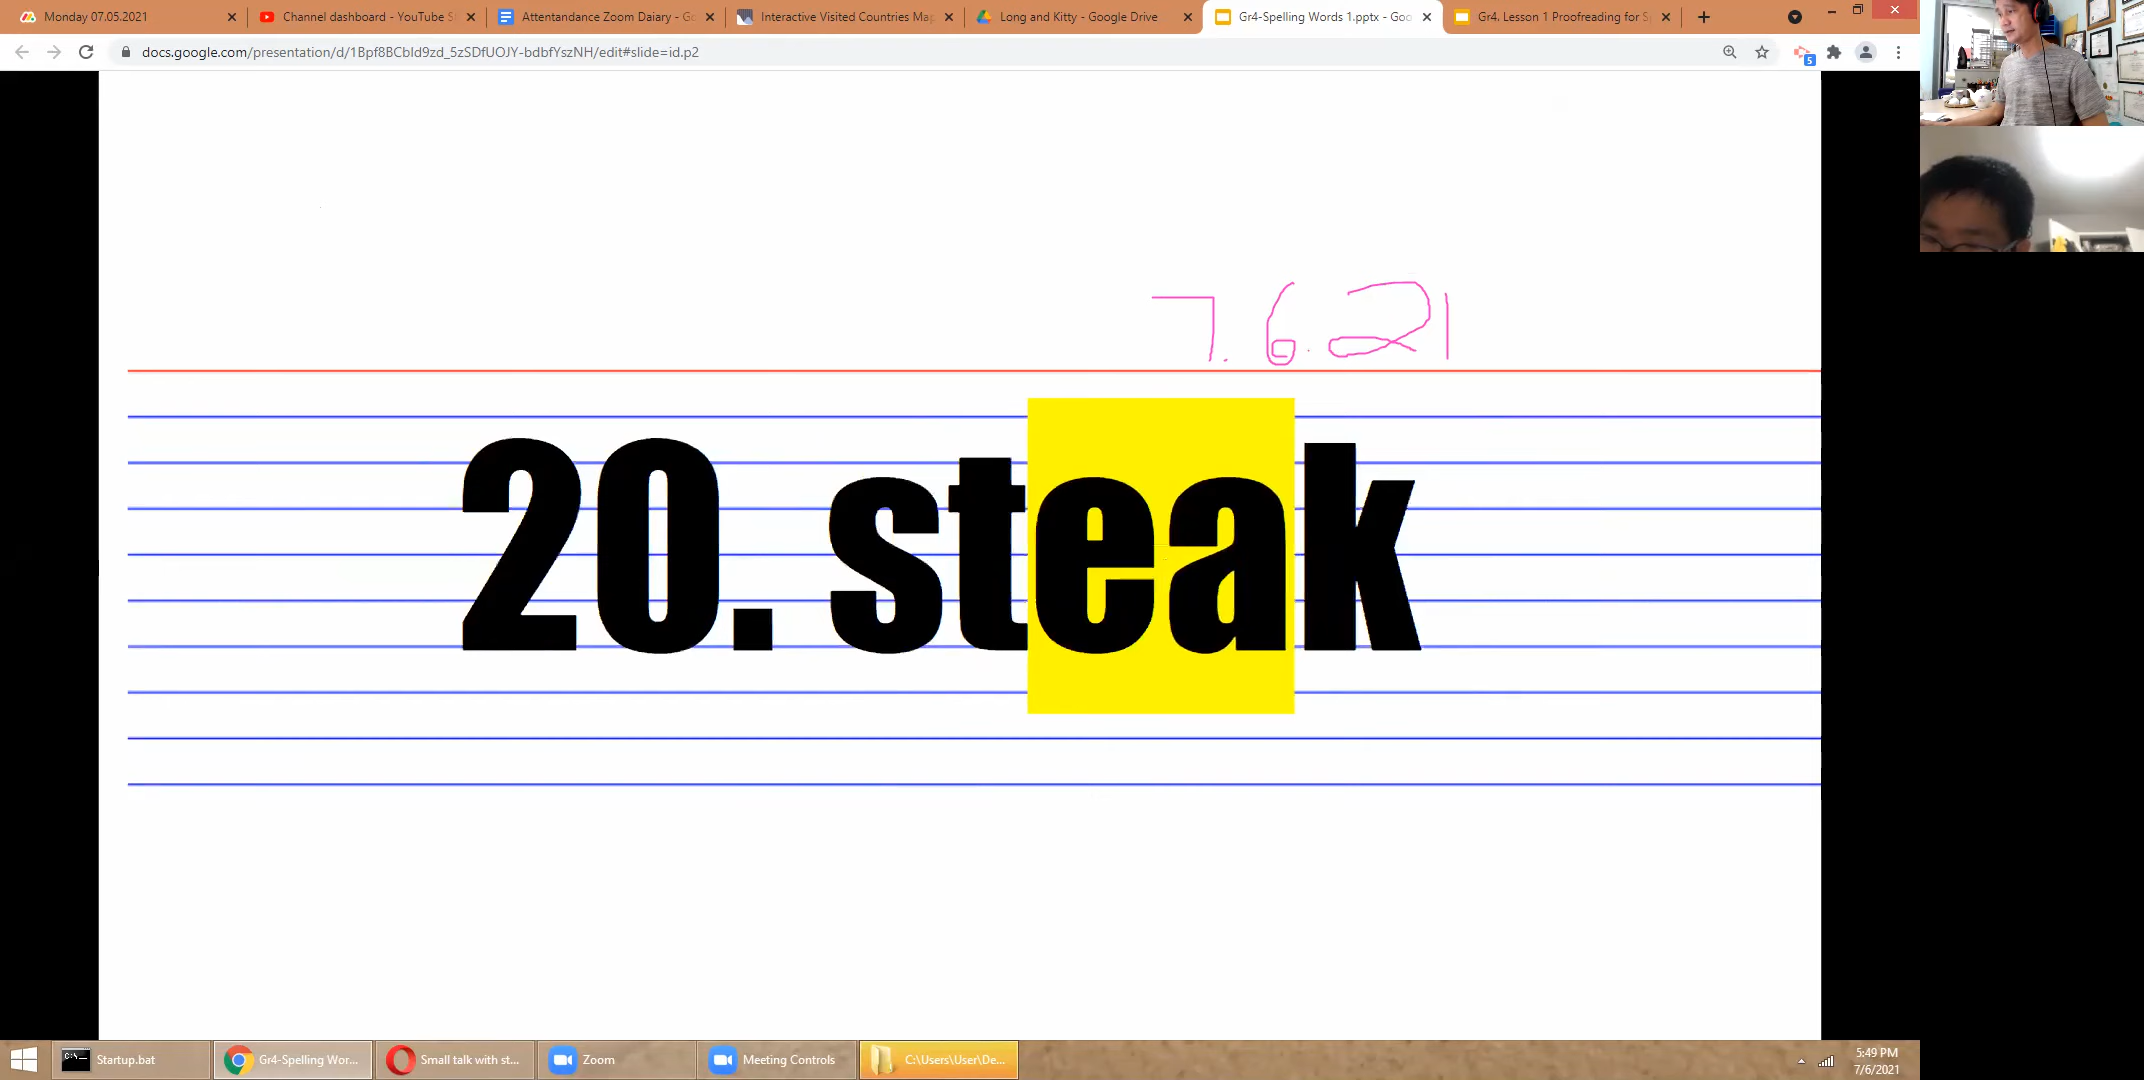 Monday 07.05.2021
Channel dashboard - YouTube S
Attentandance Zoom Daiary - Go
Interactive Visited Countries Map
Long and Kitty - Google Drive
Gr4-Spelling Words 1.pptx - Goo
Gr4. Lesson 1 Proofreading for S
docs.google.com/presentation/d/1Bpf8BCbld9zd_5zSDfUOJY-bdbfYszNH/edit#slide=id.p2
5
7.6.21
20. steak
Startup.bat
Gr4-Spelling Wor...
Small talk with st...
Zoom
Meeting Controls
C:\Users\User\De...
5:49 PM
7/6/2021